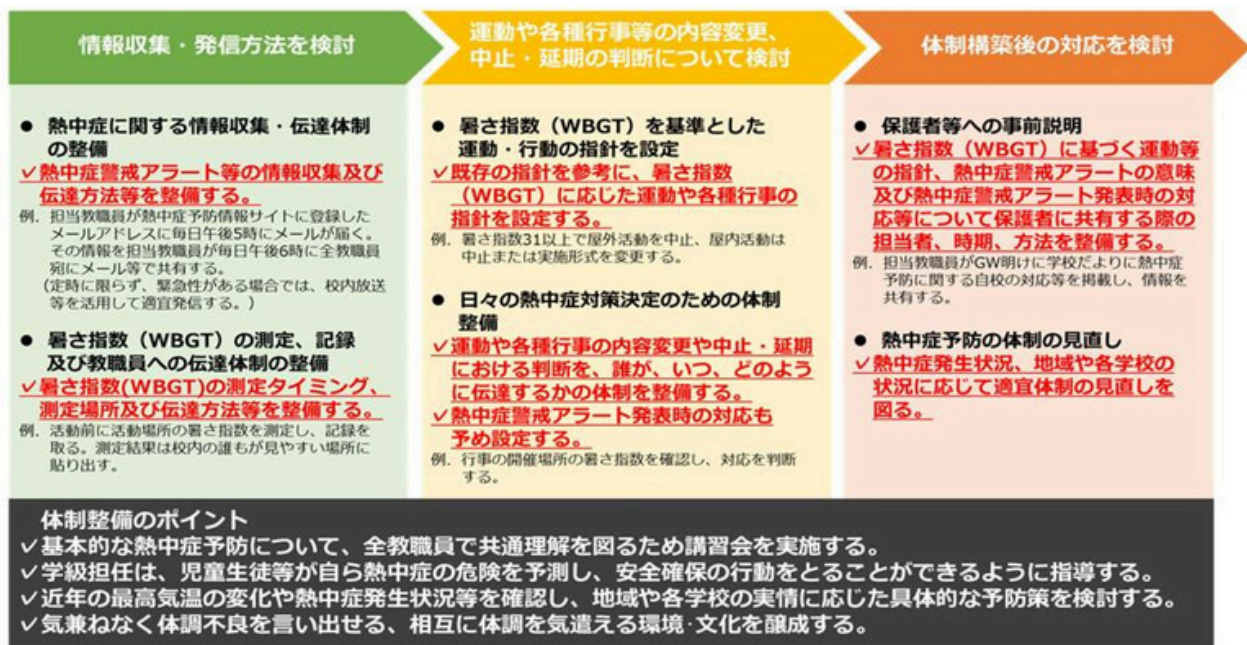 情報収集・発信方法を検討
● 熱中症に関する情報収集・伝達体制
の整備
✓熱中症警戒アラート等の情報収集及び
伝達方法等を整備する。
例. 担当教職員が熱中症予防情報サイトに登録した
メールアドレスに毎日午後5時にメールが届く。
その情報を担当教職員が毎日午後6時に全教職員
宛にメール等で共有する。
(定時に限らず、緊急性がある場合では、校内放送
等を活用して適宜発信する。)
● 暑さ指数（WBGT）の測定、記録
及び教職員への伝達体制の整備
✓暑さ指数(WBGT)の測定タイミング、
測定場所及び伝達方法等を整備する。
例. 活動前に活動場所の暑さ指数を測定し、記録を
取る。測定結果は校内の誰もが見やすい場所に
貼り出す。
運動や各種行事等の内容変更、
中止・延期の判断について検討
● 暑さ指数（WBGT）を基準とした
運動・行動の指針を設定
✓既存の指針を参考に、暑さ指数
（WBGT）に応じた運動や各種行事の
指針を設定する。
例. 暑さ指数31以上で屋外活動を中止、屋内活動は
中止または実施形式を変更する。
● 日々の熱中症対策決定のための体制
整備
✓運動や各種行事の内容変更や中止・延期
における判断を、誰が、いつ、どのよう
に伝達するかの体制を整備する。
✓熱中症警戒アラート発表時の対応も
予め設定する。
例. 行事の開催場所の暑さ指数を確認し、対応を判断
する。
体制構築後の対応を検討
● 保護者等への事前説明
✓暑さ指数（WBGT）に基づく運動等
の指針、熱中症警戒アラートの意味
及び熱中症警戒アラート発表時の対
応等について保護者に共有する際の
担当者、時期、方法を整備する。
例. 担当教職員がGW明けに学校だよりに熱中症
予防に関する自校の対応等を掲載し、情報を
共有する。
● 熱中症予防の体制の見直し
✓熱中症発生状況、地域や各学校の
状況に応じて適宜体制の見直しを
図る。
体制整備のポイント
✓基本的な熱中症予防について、全教職員で共通理解を図るため講習会を実施する。
✓学級担任は、児童生徒等が自ら熱中症の危険を予測し、安全確保の行動をとることができるように指導する。
✓近年の最高気温の変化や熱中症発生状況等を確認し、地域や各学校の実情に応じた具体的な予防策を検討する。
✓気兼ねなく体調不良を言い出せる、相互に体調を気遣える環境･文化を醸成する。